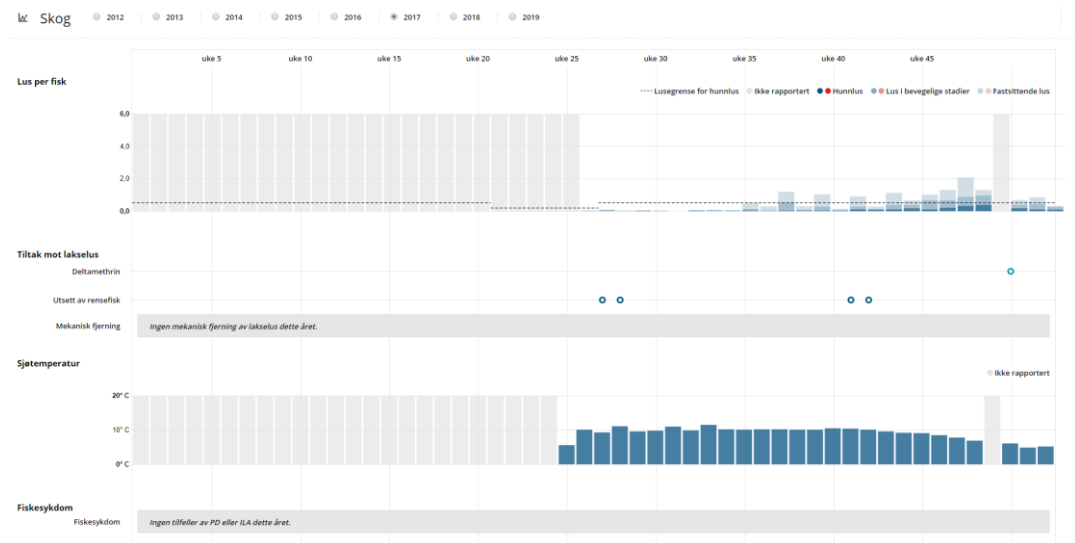 Skog 2012 2013 2014 2015 2016 2017 2018 2019
uke 5 uke 10 uke 15 uke 20 uke 25 uke 30 uke 35 uke 40 uke 45
Lus per fisk
Lusegrense for hunnlus Ikke rapportert Hunnlus Lus i bevegelige stadier Fastsittende lus
6,0
4,0
2,0
0,0
Tiltak mot lakselus
Deltamethrin
Utsett av rensefisk
Mekanisk fjerning Ingen mekanisk fjerning av lakselus dette året.
Sjøtemperatur
Ikke rapportert
20° C
10° C
0° C
Fiskesykdom
Fiskesykdom Ingen tilfeller av PD eller ILA dette året.